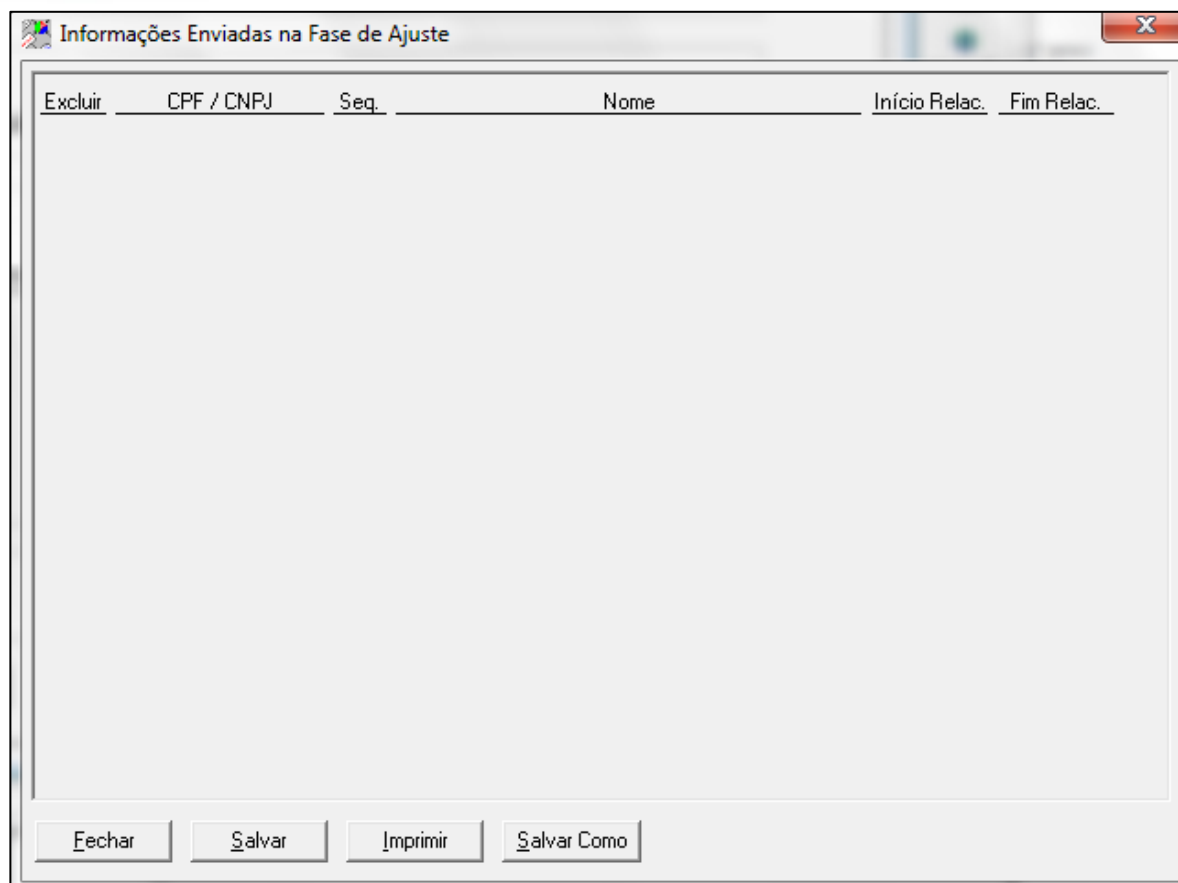 Informações Enviadas na Fase de Ajuste
Excluir CPF / CNPJ Seq. Nome Início Relac. Fim Relac.
Fechar Salvar Imprimir Salvar Como